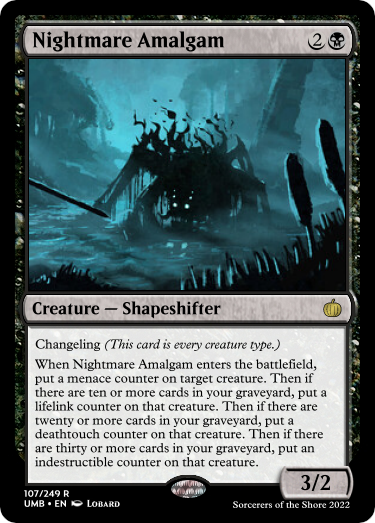 Nightmare Amalgam 2
Creature — Shapeshifter
Changeling (This card is every creature type.)
When Nightmare Amalgam enters the battlefield,
put a menace counter on target creature. Then if
there are ten or more cards in your graveyard, put a
lifelink counter on that creature. Then if there are
twenty or more cards in your graveyard, put a
deathtouch counter on that creature. Then if there
are thirty or more cards in your graveyard, put an
indestructible counter on that creature.
3/2
107/249 R
UMB • EN Lobard
Sorcerers of the Shore 2022